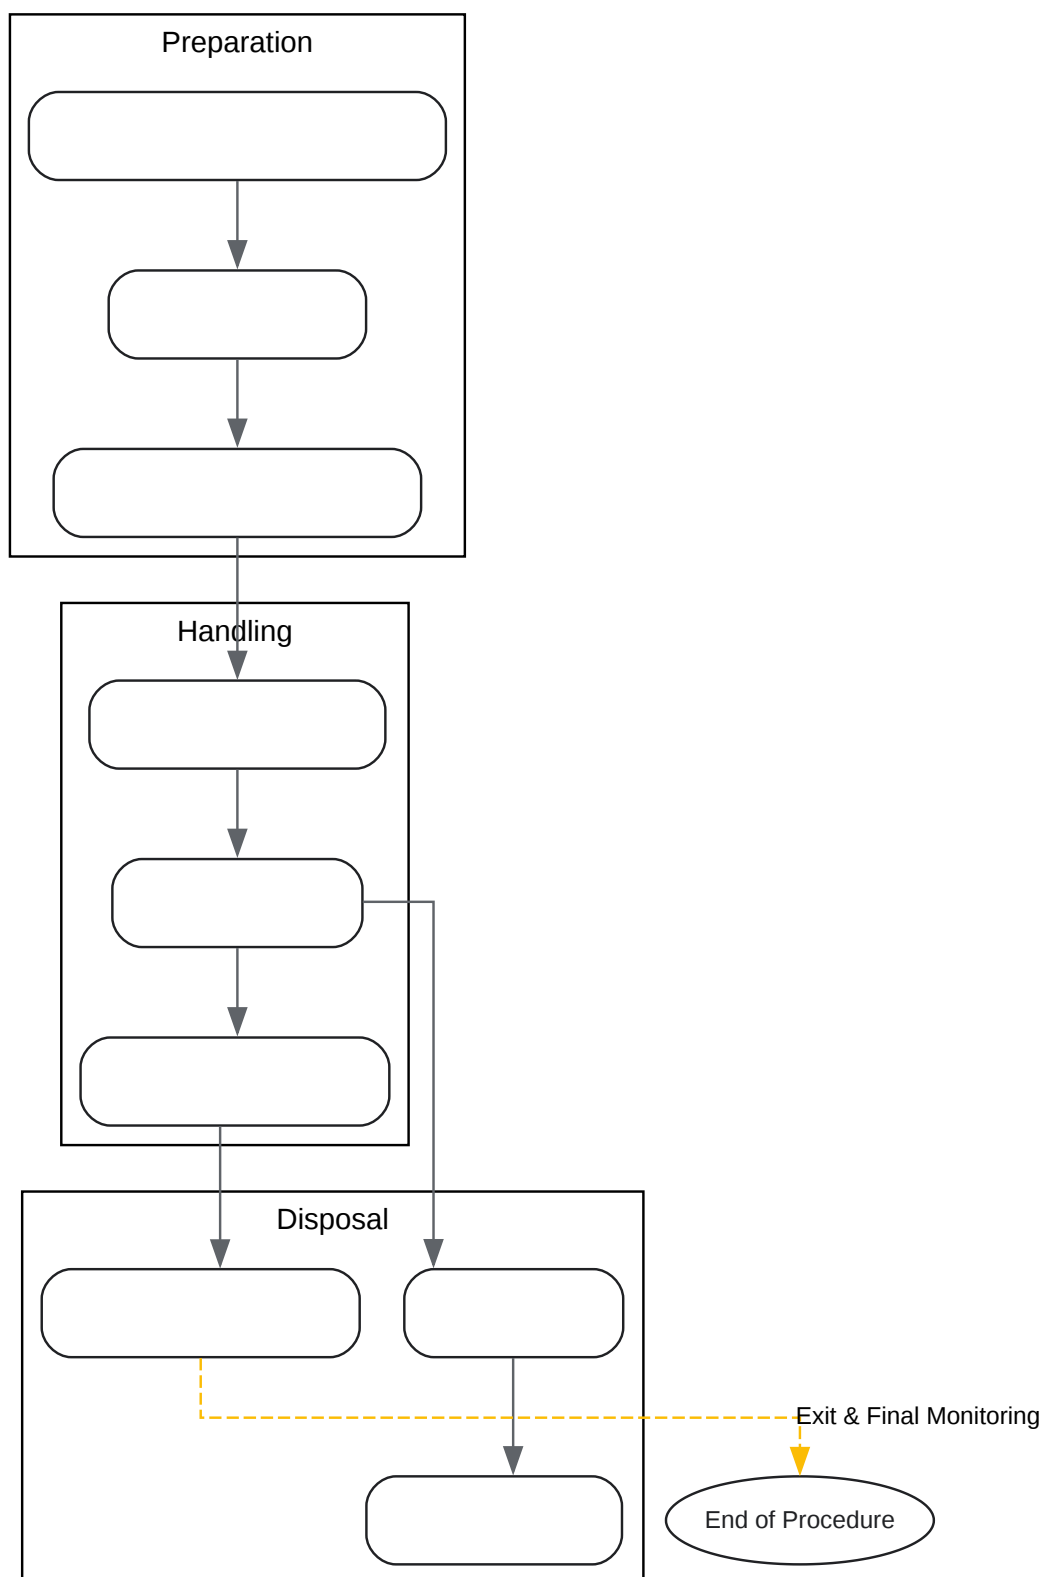 Preparation
Handling
Disposal
Exit & Final Monitoring
End of Procedure